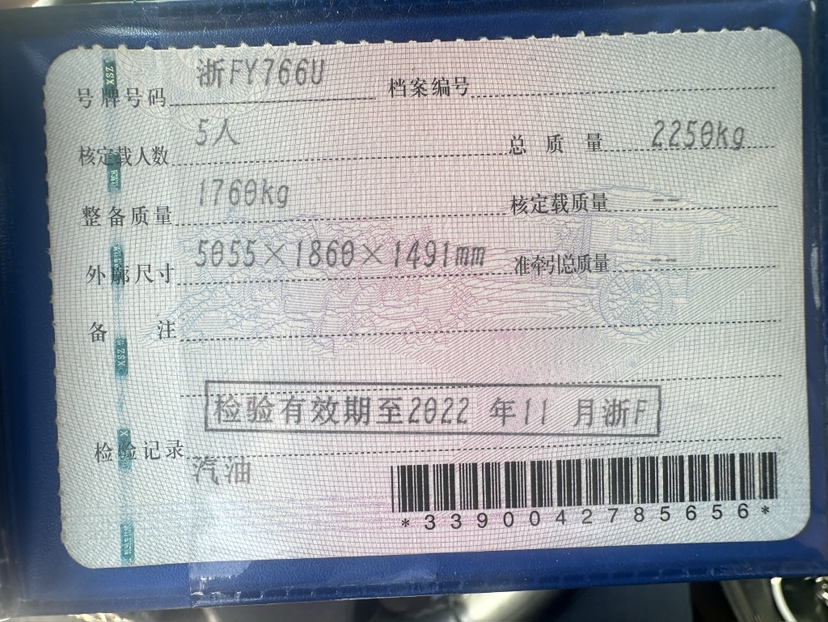 号牌号码 浙FY766U 档案编号
核定载人数 5人 总质量 2250kg
整备质量 1760kg 核定载质量 --
外廓尺寸 5055×1860×1491mm 准牵引总质量 --
备注
检验有效期至2022年11月浙F
检验记录
汽油
*3390042785656*